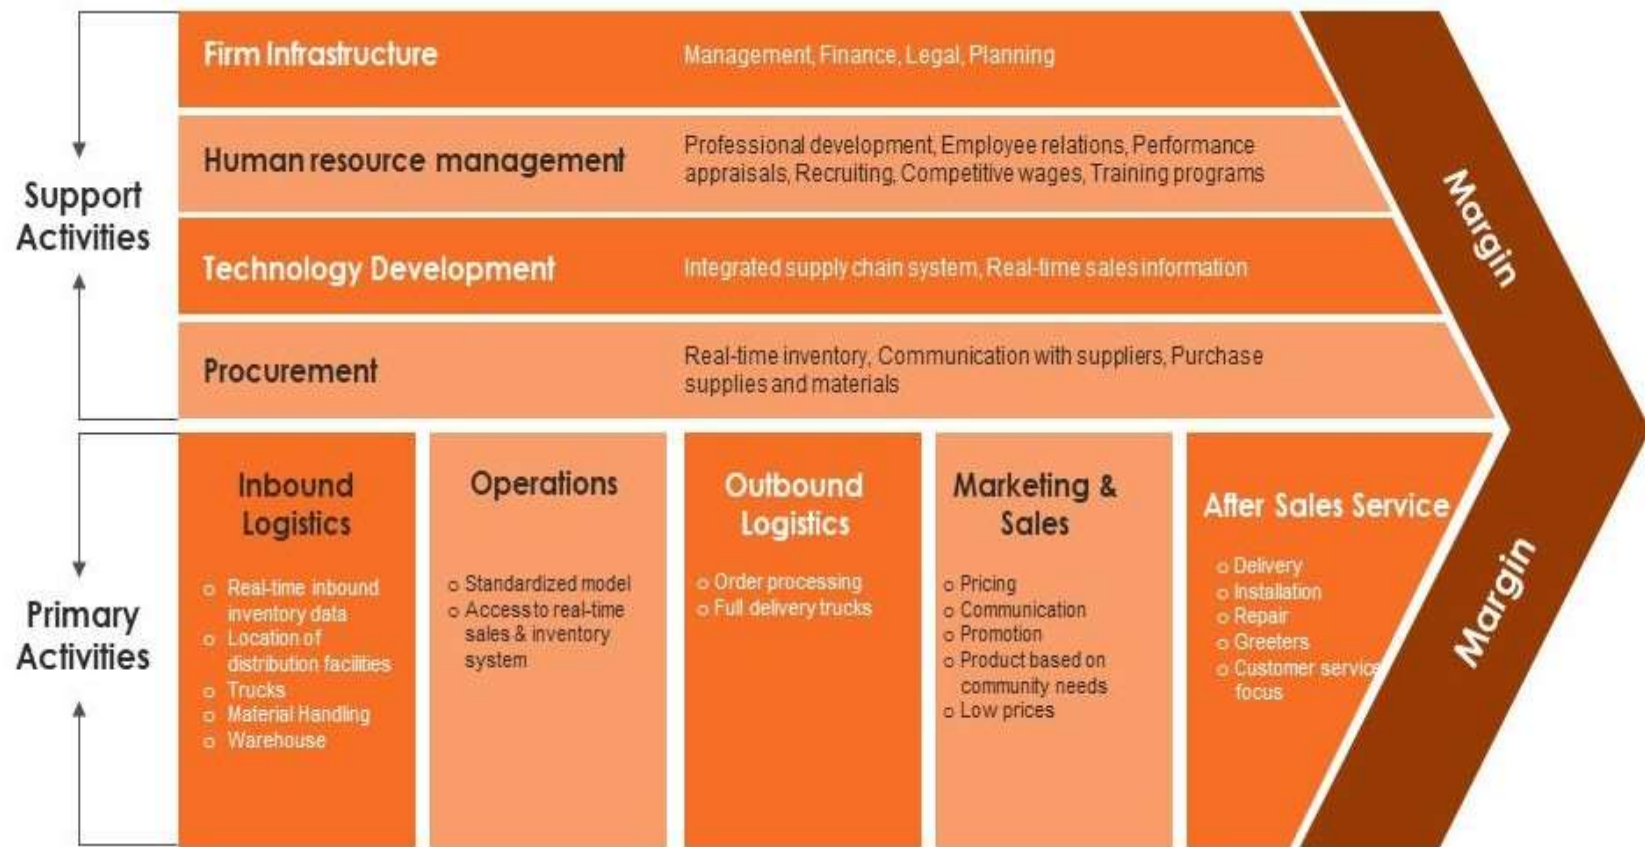 Support
Activities
Firm Infrastructure
Management, Finance, Legal, Planning
Human resource management
Professional development, Employee relations, Performance
appraisals, Recruiting, Competitive wages, Training programs
Technology Development
Integrated supply chain system, Real-time sales information
Procurement
Real-time inventory, Communication with suppliers, Purchase
supplies and materials
Margin
Primary
Activities
Inbound
Logistics
o Real-time inbound
inventory data
o Location of
distribution facilities
o Trucks
o Material Handling
o Warehouse
Operations
o Standardized model
o Access to real-time
sales & inventory
system
Outbound
Logistics
o Order processing
o Full delivery trucks
Marketing &
Sales
o Pricing
o Communication
o Promotion
o Product based on
community needs
o Low prices
After Sales Service
o Delivery
o Installation
o Repair
o Greeters
o Customer service
focus
Margin